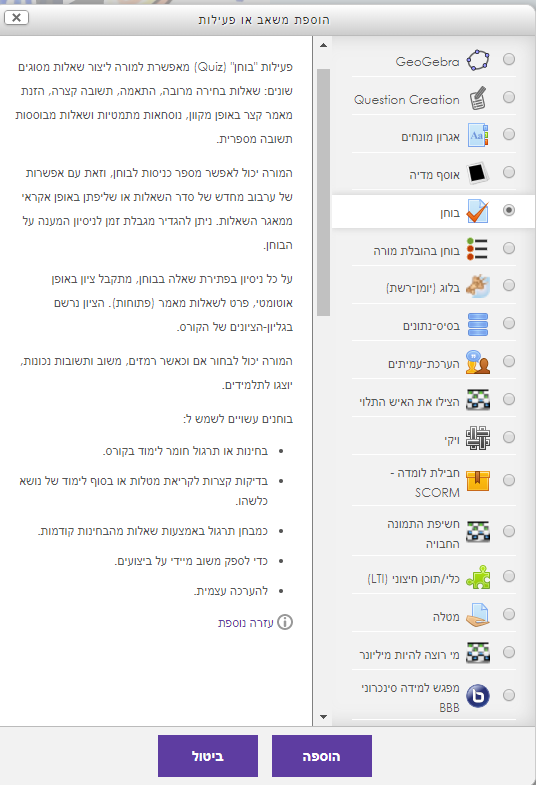 הוספת משאב או פעילות
GeoGebra
Question Creation
אגרון מונחים
אוסף מדיה
בוחן
בוחן בהובלת מורה
בלוג (יומן-רשת)
בסיס-נתונים
הערכת-עמיתים
הצילו את האיש התלוי
ויקי
חבילת לומדה -
SCORM
חשיפת התמונה
החבויה
כלי/תוכן חיצוני (LTI)
מטלה
מי רוצה להיות מיליונר
מפגש למידה סינכרוני
BBB
פעילות "בוחן" (Quiz) מאפשרת למורה ליצור שאלות מסוגים
שונים: שאלות בחירה מרובה, התאמה, תשובה קצרה, הזנת
מאמר קצר באופן מקוון, נוסחאות מתמטיות ושאלות מבוססות
תשובה מספרית.
המורה יכול לאפשר מספר כניסות לבוחן, וזאת עם אפשרות
של ערבוב מחדש של סדר השאלות או שליפתן באופן אקראי
ממאגר השאלות. ניתן להגדיר מגבלת זמן לניסיון המענה על
הבוחן.
על כל ניסיון בפתירת שאלה בבוחן, מתקבל ציון באופן
אוטומטי, פרט לשאלות מאמר (פתוחות). הציון נרשם
בגליון-הציונים של הקורס.
המורה יכול לבחור אם וכאשר רמזים, משוב ותשובות נכונות,
יוצגו לתלמידים.
בוחנים עשויים לשמש ל:
• בחינות או תרגול חומר לימוד בקורס.
• בדיקות קצרות לקריאת מטלות או בסוף לימוד של נושא
כלשהו.
• כמבחן תרגול באמצעות שאלות מהבחינות קודמות.
• כדי לספק משוב מיידי על ביצועים.
• להערכה עצמית.
עזרה נוספת
הוספה
ביטול